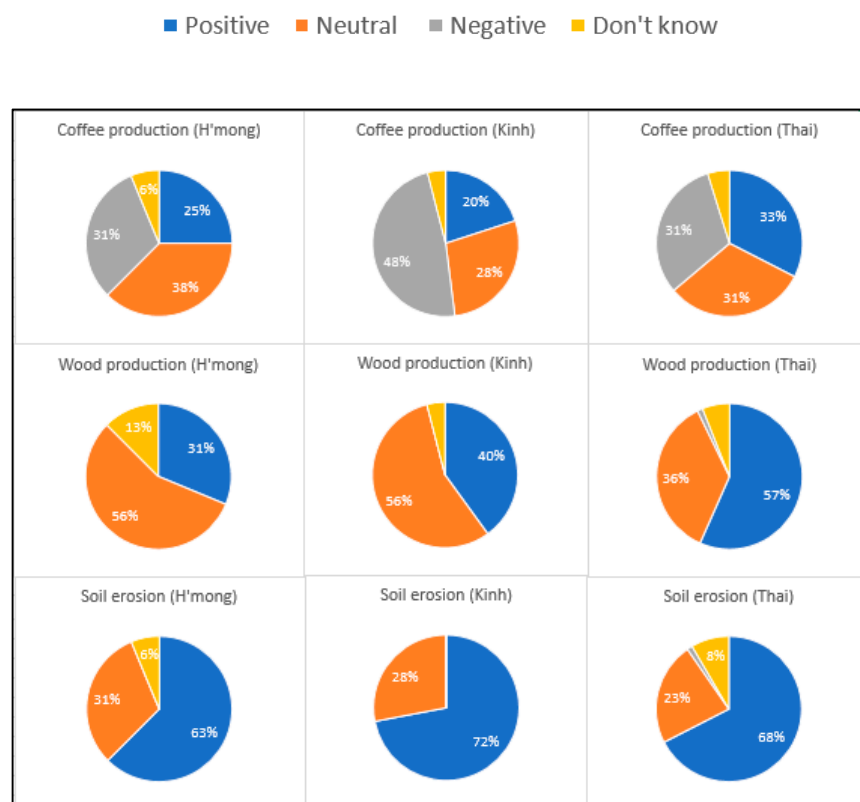 Positive Neutral Negative Don't know
Coffee production (H'mong) Coffee production (Kinh) Coffee production (Thai)
6% 25% 31% 38%
20% 28% 48%
33% 31% 31%
Wood production (H'mong) Wood production (Kinh) Wood production (Thai)
13% 31% 56%
40% 56%
36% 57%
Soil erosion (H'mong) Soil erosion (Kinh) Soil erosion (Thai)
6% 31% 63%
28% 72%
8% 23% 68%